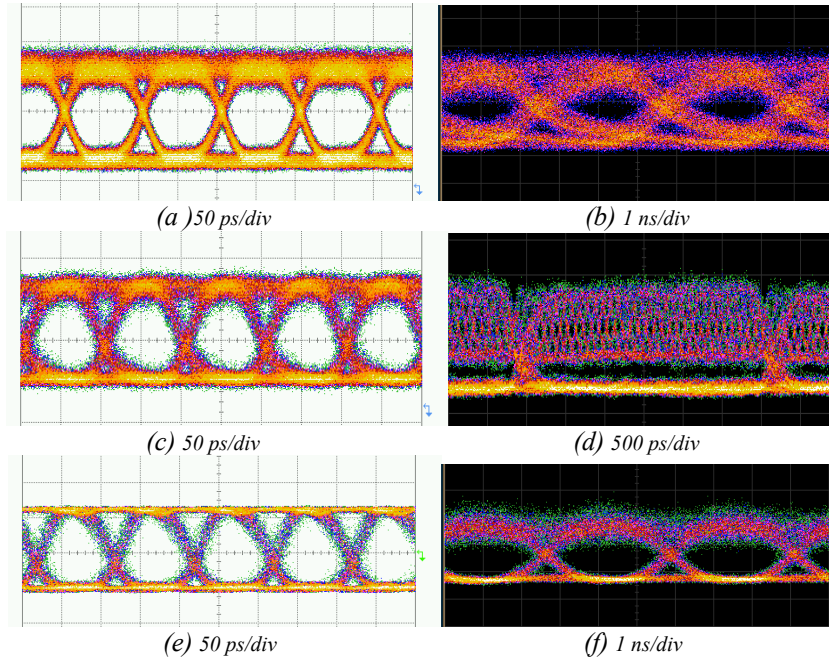 (a )50 ps/div
(b) 1 ns/div
(c) 50 ps/div
(d) 500 ps/div
(e) 50 ps/div
(f) 1 ns/div